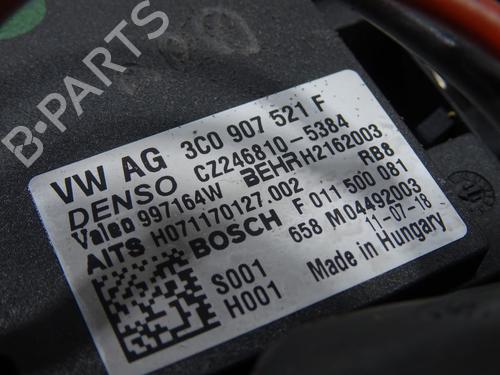 B-PARTS
VW AG 3C0 907 521 F
DENSO CZ246810-5384
Valeo 997164W BEHR H2162003
AITS H071170127.002 RB8
BOSCH F 011 500 081
658 M04492003
S001 11-07-18
H001 Made in Hungary